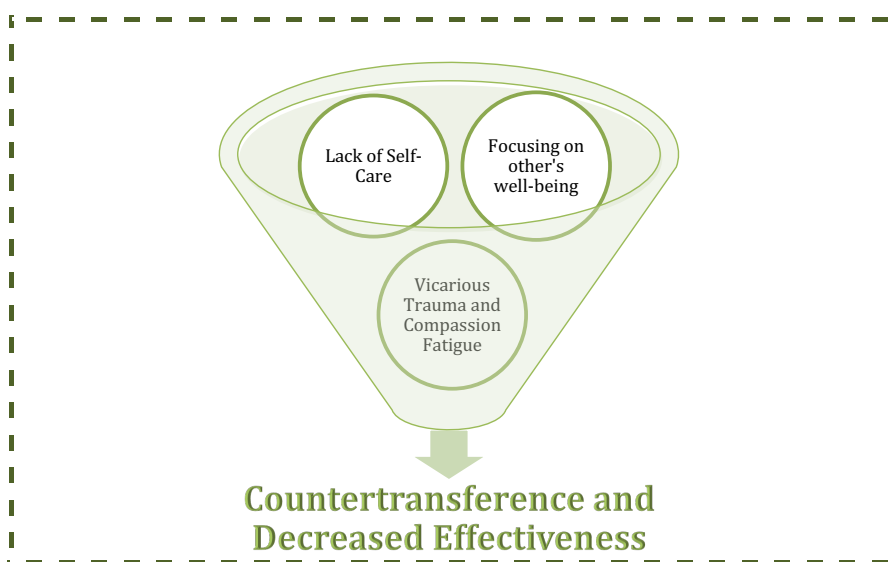 Lack of Self-
Care
Focusing on
other's
well-being
Vicarious
Trauma and
Compassion
Fatigue
Countertransference and
Decreased Effectiveness